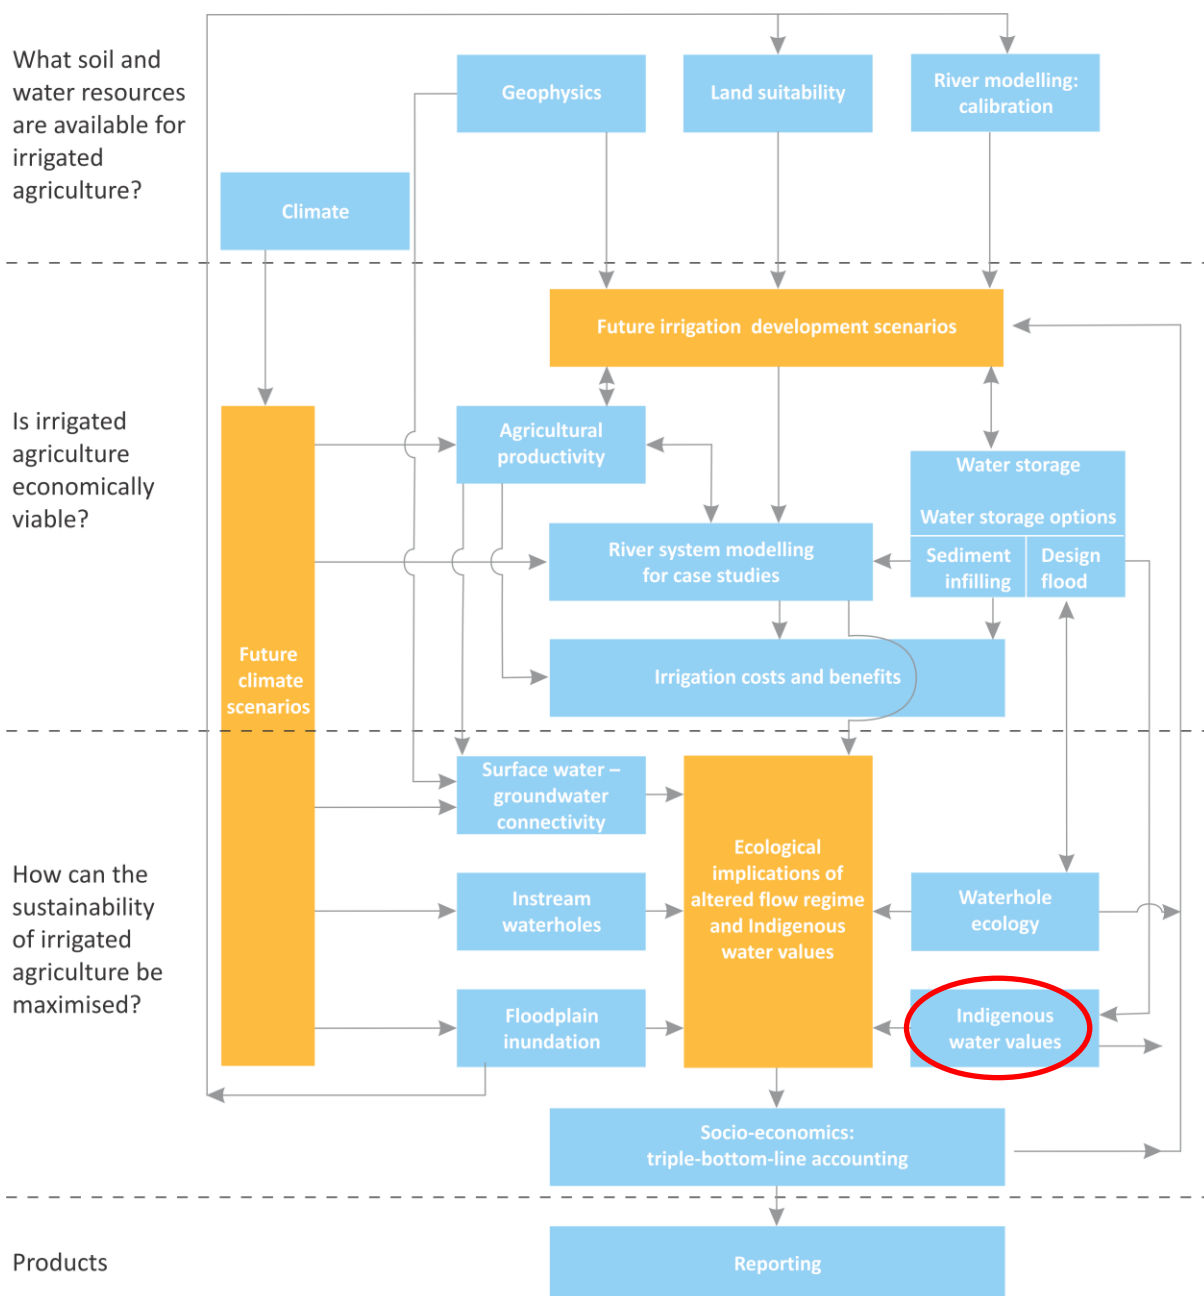 What soil and
water resources
are available for
irrigated
agriculture?
Geophysics
Land suitability
River modelling:
calibration
Climate
Is irrigated
agriculture
economically
viable?
Future irrigation development scenarios
Agricultural
productivity
Water storage
Water storage options
Sediment
infilling
Design
flood
River system modelling
for case studies
Irrigation costs and benefits
Future
climate
scenarios
How can the
sustainability
of irrigated
agriculture be
maximised?
Surface water –
groundwater
connectivity
Instream
waterholes
Floodplain
inundation
Ecological
implications of
altered flow regime
and Indigenous
water values
Waterhole
ecology
Indigenous
water values
Socio-economics:
triple-bottom-line accounting
Products
Reporting